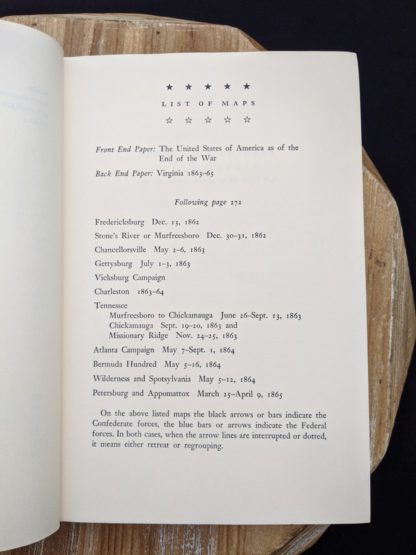 ★ ★ ★ ★ ★
LIST OF MAPS
☆ ☆ ☆ ☆ ☆
Front End Paper: The United States of America as of the
End of the War
Back End Paper: Virginia 1863–65
Following page 272
Fredericksburg Dec. 13, 1862
Stone's River or Murfreesboro Dec. 30–31, 1862
Chancellorsville May 2–6, 1863
Gettysburg July 1–3, 1863
Vicksburg Campaign
Charleston 1863–64
Tennessee
Murfreesboro to Chickamauga June 26–Sept. 13, 1863
Chickamauga Sept. 19–20, 1863 and
Missionary Ridge Nov. 24–25, 1863
Atlanta Campaign May 7–Sept. 1, 1864
Bermuda Hundred May 5–16, 1864
Wilderness and Spotsylvania May 5–12, 1864
Petersburg and Appomattox March 25–April 9, 1865
On the above listed maps the black arrows or bars indicate the
Confederate forces, the blue bars or arrows indicate the Federal
forces. In both cases, when the arrow lines are interrupted or dotted,
it means either retreat or regrouping.